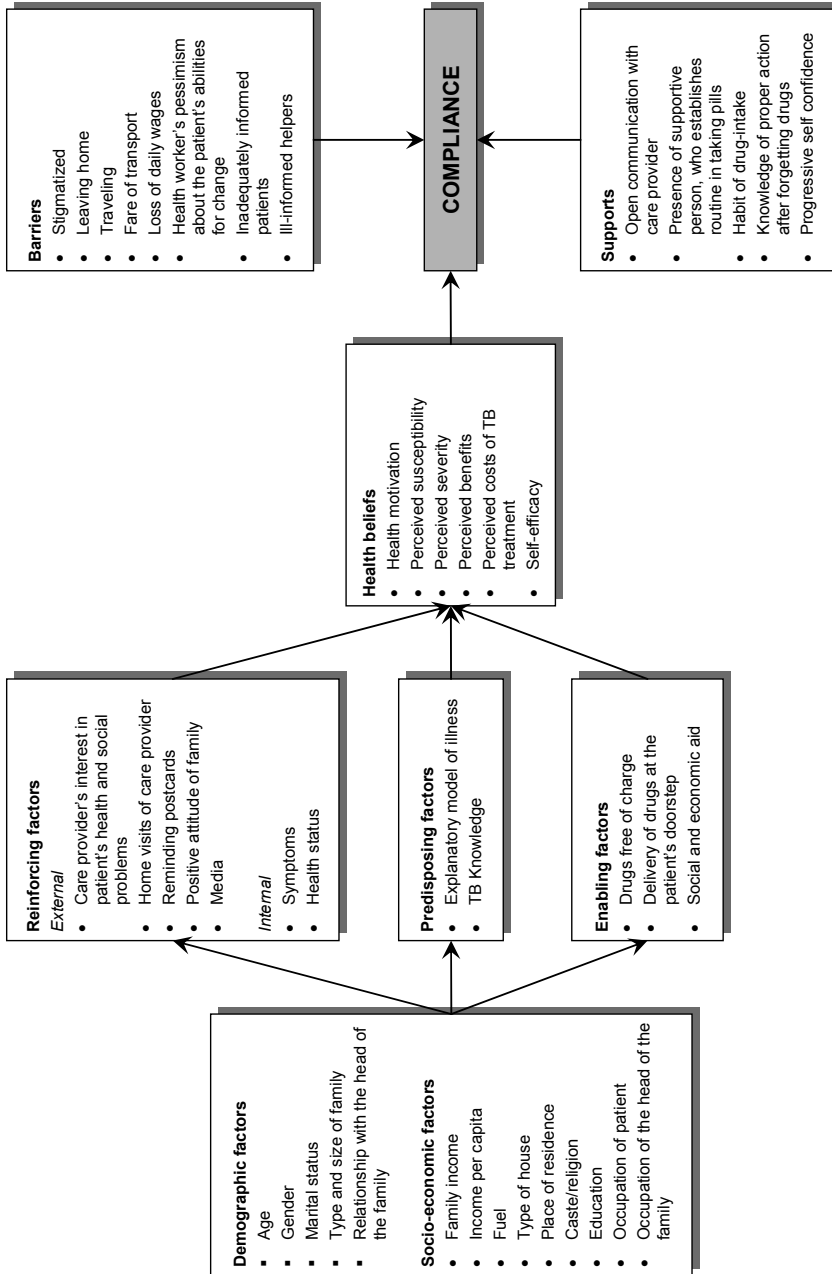 Demographic factors
Age
Gender
Marital status
Type and size of family
Relationship with the head of
the family
Socio-economic factors
Family income
Income per capita
Fuel
Type of house
Place of residence
Caste/religion
Education
Occupation of patient
Occupation of the head of the
family
Reinforcing factors
External
Care provider's interest in
patient's health and social
problems
Home visits of care provider
Reminding postcards
Positive attitude of family
Media
Internal
Symptoms
Health status
Predisposing factors
Explanatory model of illness
TB Knowledge
Enabling factors
Drugs free of charge
Delivery of drugs at the
patient's doorstep
Social and economic aid
Health beliefs
Health motivation
Perceived susceptibility
Perceived severity
Perceived benefits
Perceived costs of TB
treatment
Self-efficacy
Barriers
Stigmatized
Leaving home
Traveling
Fare of transport
Loss of daily wages
Health worker's pessimism
about the patient's abilities
for change
Inadequately informed
patients
Ill-informed helpers
COMPLIANCE
Supports
Open communication with
care provider
Presence of supportive
person, who establishes
routine in taking pills
Habit of drug-intake
Knowledge of proper action
after forgetting drugs
Progressive self confidence